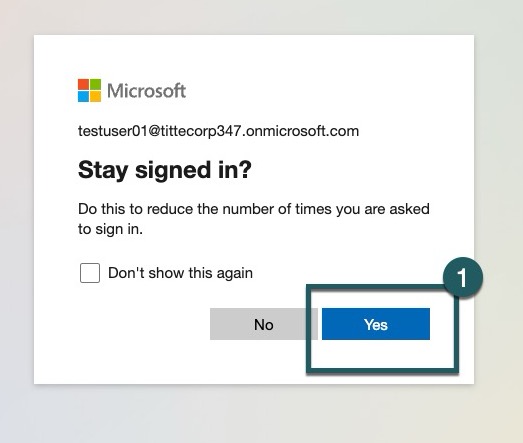 Microsoft
testuser01@tittecorp347.onmicrosoft.com
Stay signed in?
Do this to reduce the number of times you are asked
to sign in.
Don't show this again
1
No
Yes